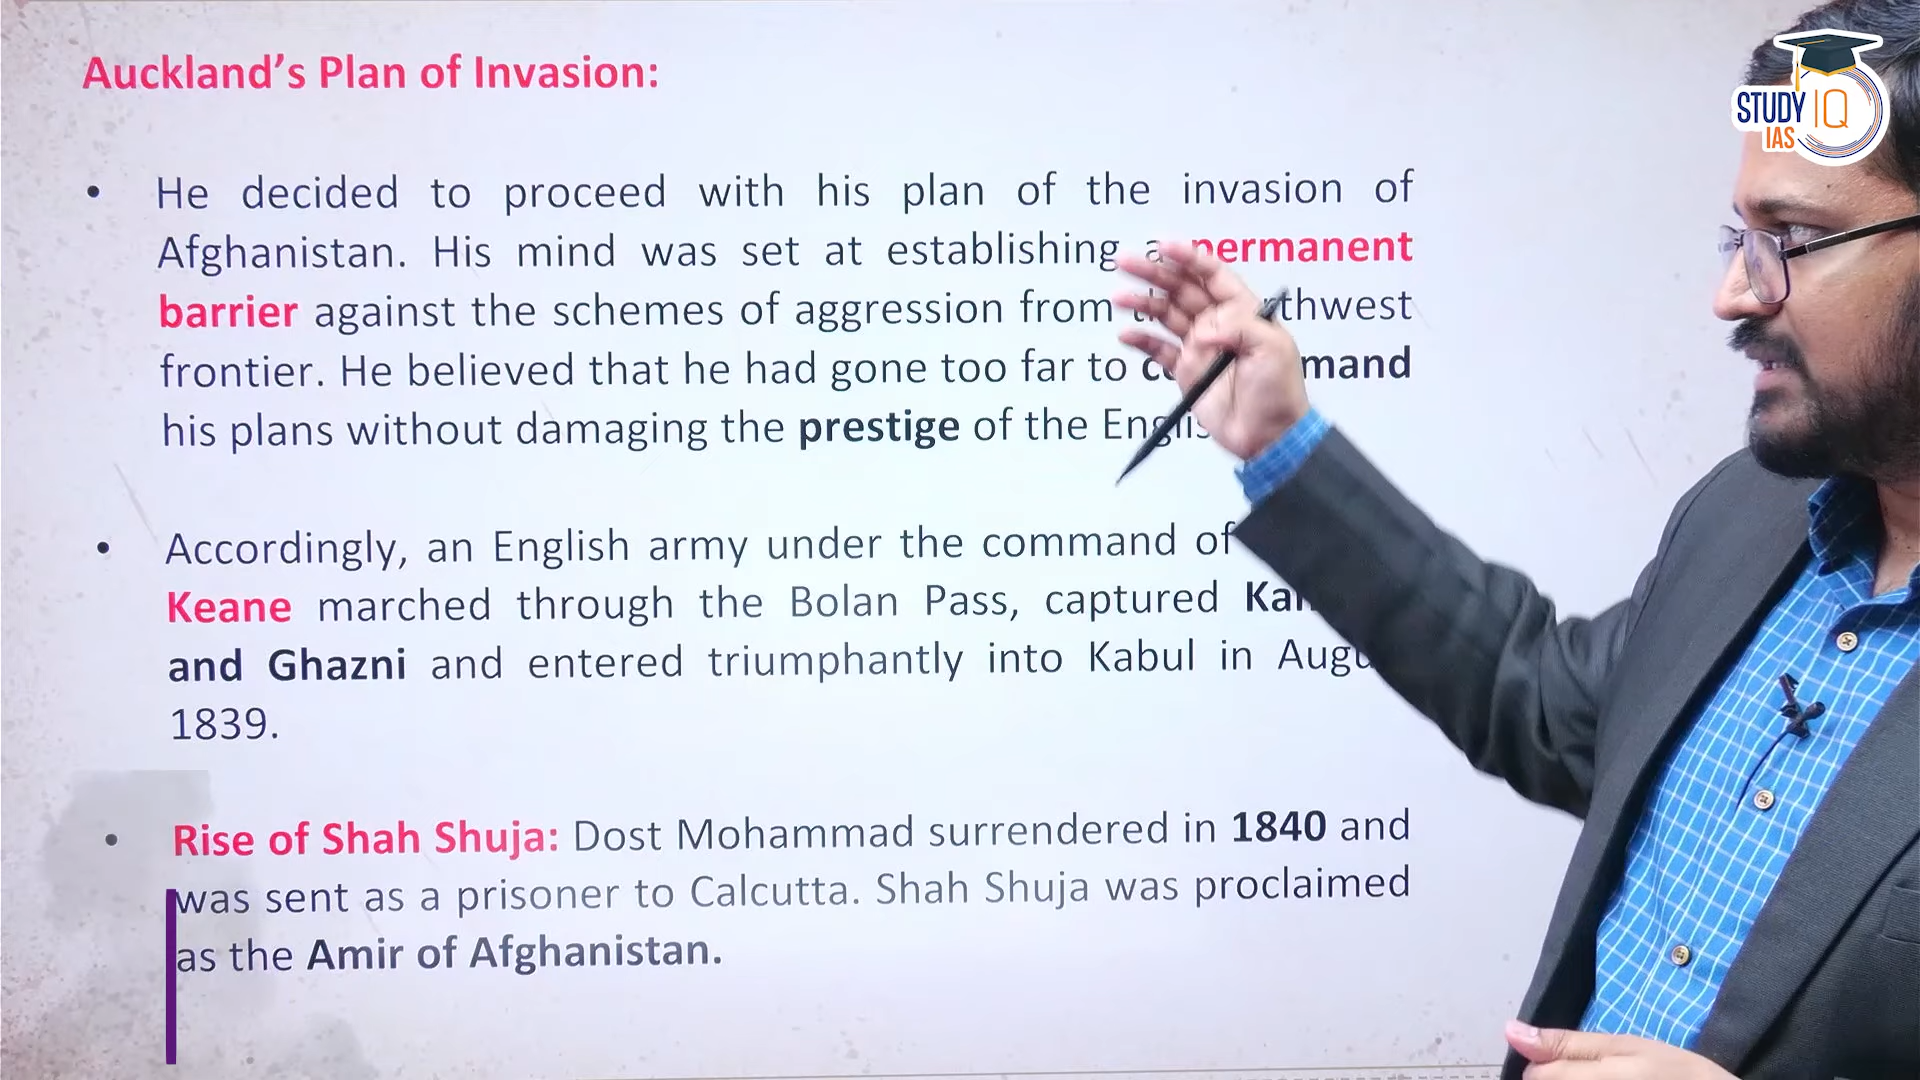 Auckland's Plan of Invasion:
STUDY IQ
IAS
• He decided to proceed with his plan of the invasion of
Afghanistan. His mind was set at establishing a permanent
barrier against the schemes of aggression from thwest
frontier. He believed that he had gone too far to mand
his plans without damaging the prestige of the
• Accordingly, an English army under the command of
Keane marched through the Bolan Pass, captured
and Ghazni and entered triumphantly into Kabul in
1839.
• Rise of Shah Shuja: Dost Mohammad surrendered in 1840 and
was sent as a prisoner to Calcutta. Shah Shuja was proclaimed
as the Amir of Afghanistan.